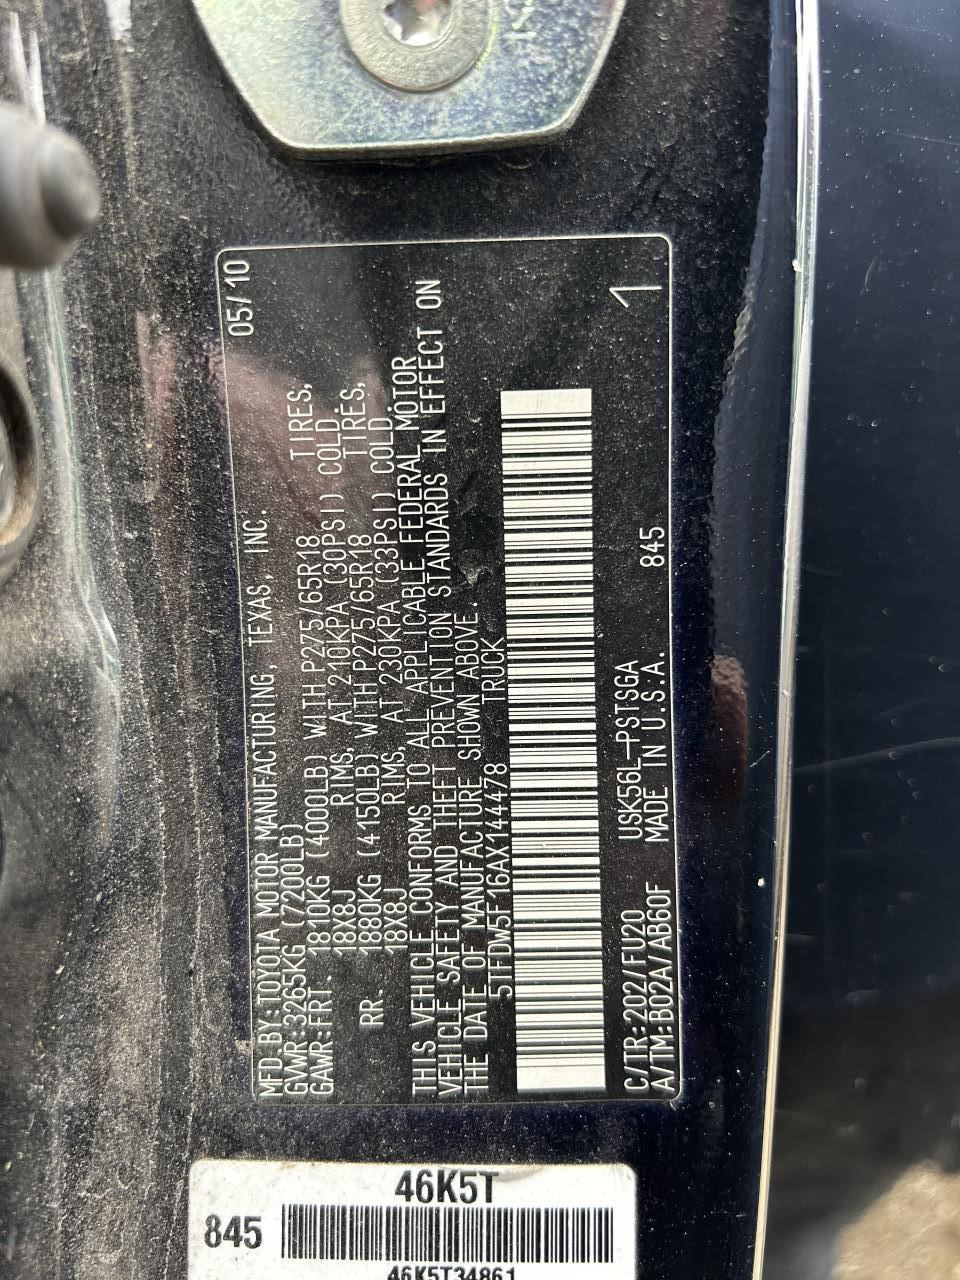 MFD.BY:TOYOTA MOTOR MANUFACTURING, TEXAS, INC. 05/10
GVWR:3265KG (7200LB)
GAWR:FRT. 1810KG (4000LB) WITH P275/65R18 TIRES,
18X8J RIMS, AT 210KPA (30PSI) COLD.
RR. 1880KG (4150LB) WITH P275/65R18 TIRES,
18X8J RIMS, AT 230KPA (33PSI) COLD.
THIS VEHICLE CONFORMS TO ALL APPLICABLE FEDERAL MOTOR
VEHICLE SAFETY AND THEFT PREVENTION STANDARDS IN EFFECT ON
THE DATE OF MANUFACTURE SHOWN ABOVE.
5TFDW5F16AX144478 TRUCK
C/TR:202/FU20 USK56L-PSTSGA 845 1
A/TM:B02A/AB60F MADE IN U.S.A.
46K5T
845
46K5T34861